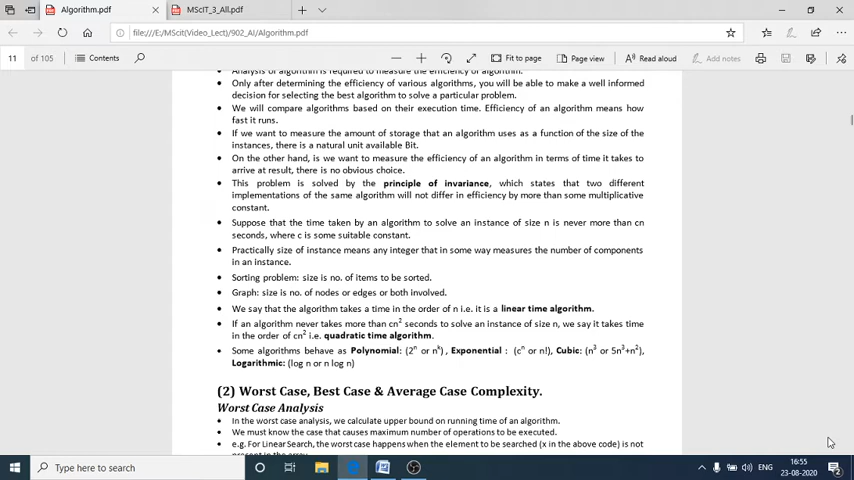 Algorithm.pdf
MScIT_3_All.pdf
file:///E:/MScit(Video_Lect)/902_AI/Algorithm.pdf
11 of 105
Contents
Fit to page
Page view
Read aloud
Add notes
Analysis of algorithm is required to measure the efficiency of algorithm.
• Only after determining the efficiency of various algorithms, you will be able to make a well informed
decision for selecting the best algorithm to solve a particular problem.
• We will compare algorithms based on their execution time. Efficiency of an algorithm means how
fast it runs.
• If we want to measure the amount of storage that an algorithm uses as a function of the size of the
instances, there is a natural unit available Bit.
• On the other hand, is we want to measure the efficiency of an algorithm in terms of time it takes to
arrive at result, there is no obvious choice.
• This problem is solved by the principle of invariance, which states that two different
implementations of the same algorithm will not differ in efficiency by more than some multiplicative
constant.
• Suppose that the time taken by an algorithm to solve an instance of size n is never more than cn
seconds, where c is some suitable constant.
• Practically size of instance means any integer that in some way measures the number of components
in an instance.
• Sorting problem: size is no. of items to be sorted.
• Graph: size is no. of nodes or edges or both involved.
• We say that the algorithm takes a time in the order of n i.e. it is a linear time algorithm.
• If an algorithm never takes more than cn² seconds to solve an instance of size n, we say it takes time
in the order of cn² i.e. quadratic time algorithm.
• Some algorithms behave as Polynomial: (2ⁿ or nᵏ) , Exponential : (cⁿ or n!), Cubic: (n³ or 5n³+n²),
Logarithmic: (log n or n log n)
(2) Worst Case, Best Case & Average Case Complexity.
Worst Case Analysis
• In the worst case analysis, we calculate upper bound on running time of an algorithm.
• We must know the case that causes maximum number of operations to be executed.
• e.g. For Linear Search, the worst case happens when the element to be searched (x in the above code) is not
present in the array.
Type here to search
ENG
16:55
23-08-2020
2